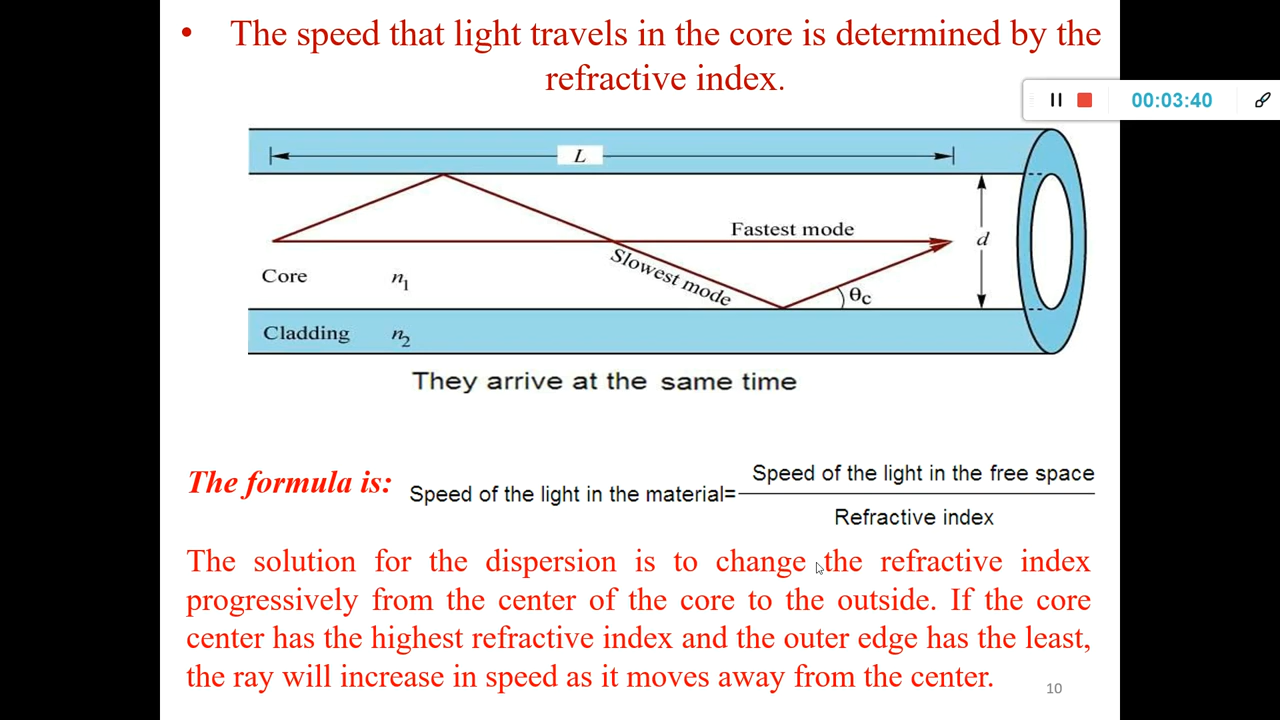 • The speed that light travels in the core is determined by the
refractive index.
00:03:40
L
Fastest mode
d
Slowest mode
Core n1
θc
Cladding n2
They arrive at the same time
The formula is: Speed of the light in the material= Speed of the light in the free space
Refractive index
The solution for the dispersion is to change the refractive index
progressively from the center of the core to the outside. If the core
center has the highest refractive index and the outer edge has the least,
the ray will increase in speed as it moves away from the center.
10